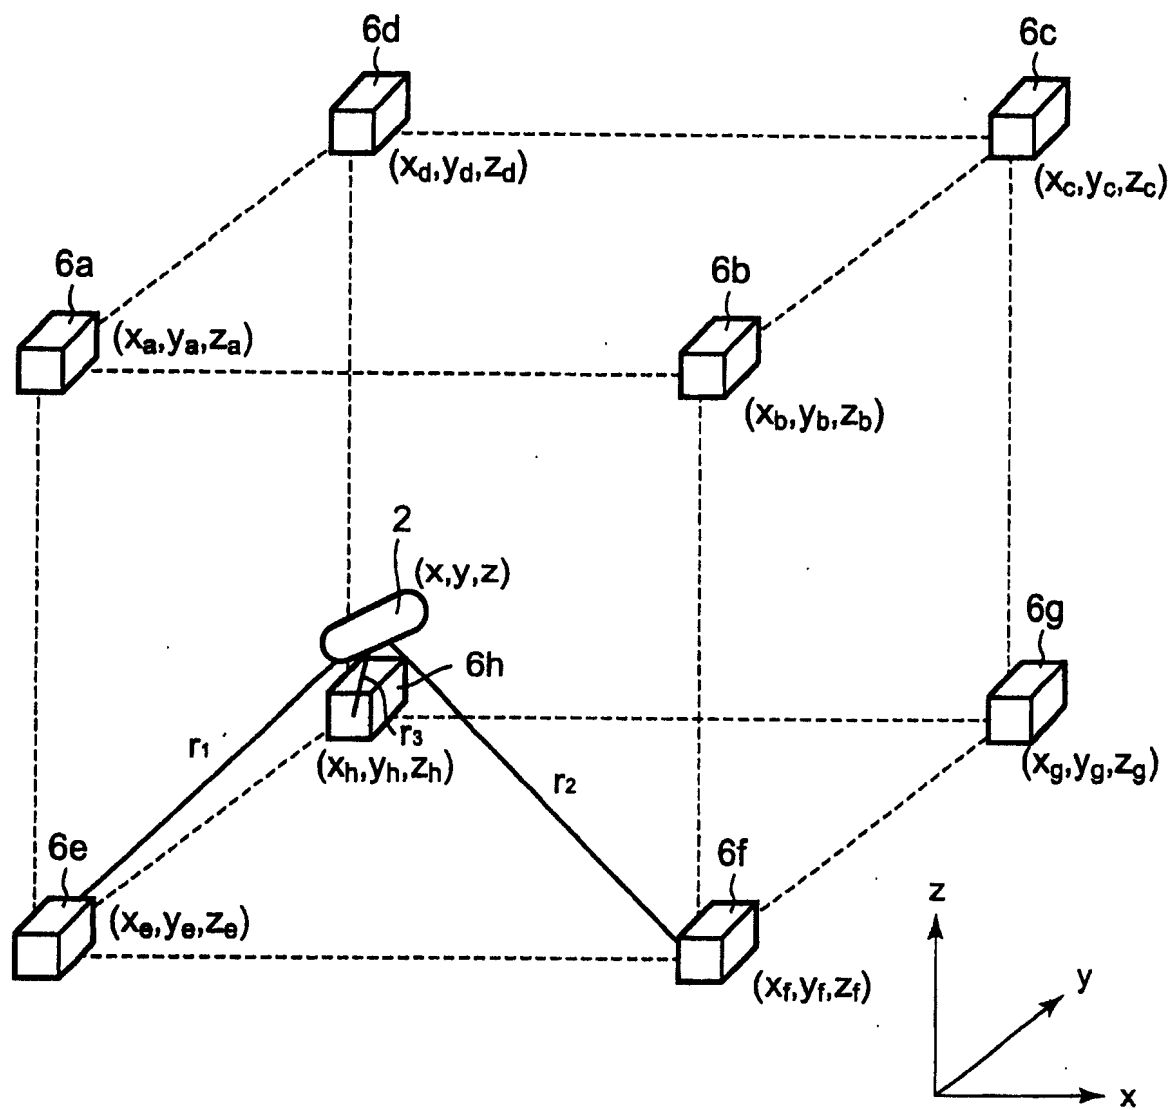 6d
6c
(xd,yd,zd)
(xc,yc,zc)
6a
6b
(xa,ya,za)
(xb,yb,zb)
2
(x,y,z)
6g
6h
r1
r3
(xh,yh,zh)
r2
(xg,yg,zg)
6e
6f
(xe,ye,ze)
(xf,yf,zf)
z
y
x